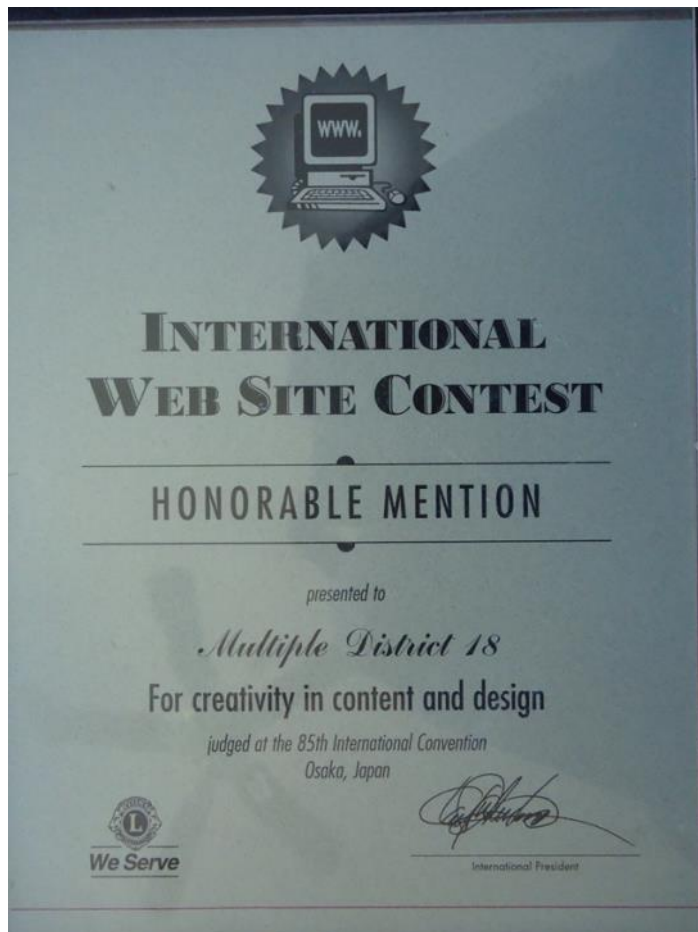 WWW.
INTERNATIONAL
WEB SITE CONTEST
HONORABLE MENTION
presented to
Multiple District 18
For creativity in content and design
judged at the 85th International Convention
Osaka, Japan
L
We Serve
International President